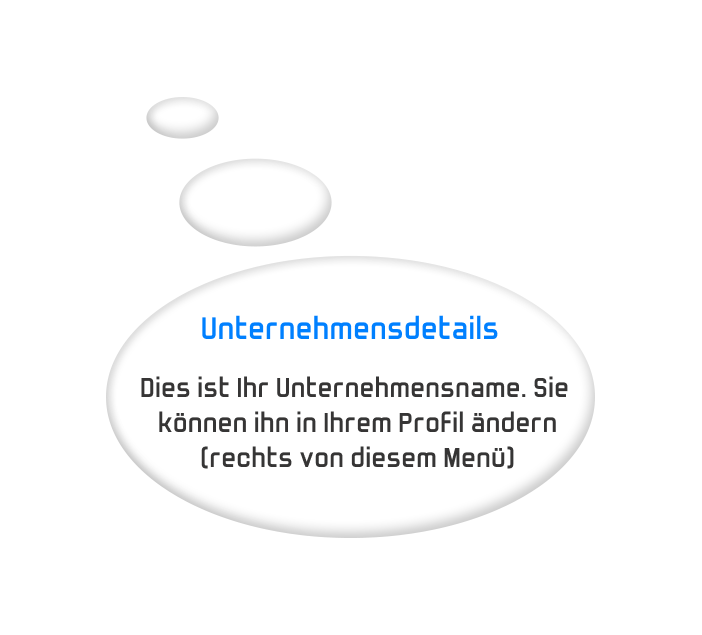 Unternehmensdetails
Dies ist Ihr Unternehmensname. Sie
können ihn in Ihrem Profil ändern
(rechts von diesem Menü)